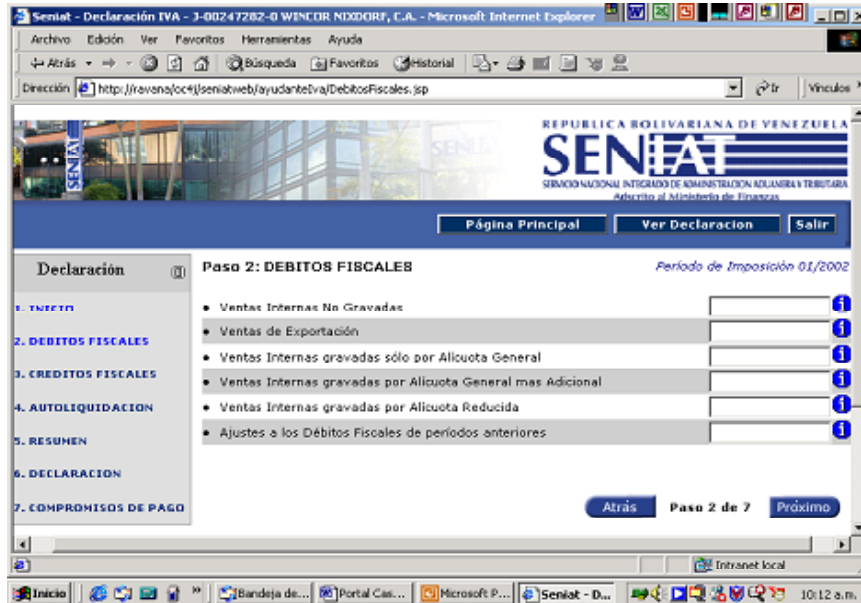 Seniat - Declaración IVA - J-00247282-0 WINCOR NIXDORF, C.A. - Microsoft Internet Explorer
Archivo Edición Ver Favoritos Herramientas Ayuda
Atrás Búsqueda Favoritos Historial
Dirección http://ravana/oc4j/seniatweb/ayudanteIva/DebitosFiscales.jsp Ir Vínculos
SENIAT
SENIAT
REPUBLICA BOLIVARIANA DE VENEZUELA
SENIAT
SERVICIO NACIONAL INTEGRADO DE ADMINISTRACION ADUANERA Y TRIBUTARIA
Adscrito al Ministerio de Finanzas
Página Principal Ver Declaracion Salir
Declaración
Paso 2: DEBITOS FISCALES Período de Imposición 01/2002
1. INICIO
2. DEBITOS FISCALES
3. CREDITOS FISCALES
4. AUTOLIQUIDACION
5. RESUMEN
6. DECLARACION
7. COMPROMISOS DE PAGO
• Ventas Internas No Gravadas
• Ventas de Exportación
• Ventas Internas gravadas sólo por Alicuota General
• Ventas Internas gravadas por Alicuota General mas Adicional
• Ventas Internas gravadas por Alicuota Reducida
• Ajustes a los Débitos Fiscales de períodos anteriores
Atrás Paso 2 de 7 Próximo
Intranet local
Inicio Bandeja de... Portal Cas... Microsoft P... Seniat - D... 10:12 a.m.